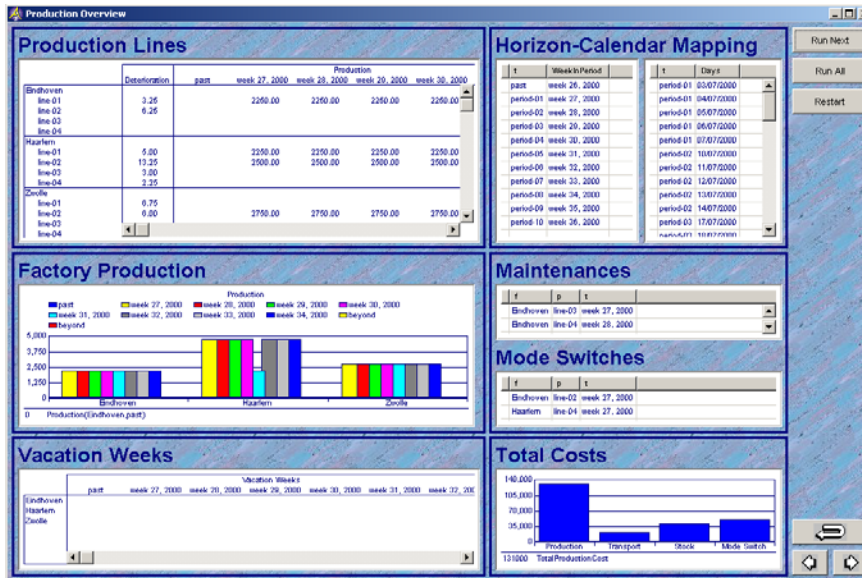 Production Overview
Production Lines
Production
Deterioration past week 27, 2000 week 28, 2000 week 29, 2000 week 30, 2000
Eindhoven
line-01 3.25 2250.00 2250.00 2250.00 2250.00
line-02 6.25
line-03
line-04
Haarlem
line-01 5.00 2250.00 2250.00 2250.00 2250.00
line-02 13.25 2500.00 2500.00 2500.00 2500.00
line-03 3.00
line-04 2.25
Zwolle
line-01 6.75
line-02 2750.00 2750.00 2750.00 2750.00
line-03
line-04
Horizon-Calendar Mapping
t WeekInPeriod
past week 26, 2000
period-01 week 27, 2000
period-02 week 28, 2000
period-03 week 29, 2000
period-04 week 30, 2000
period-05 week 31, 2000
period-06 week 32, 2000
period-07 week 33, 2000
period-08 week 34, 2000
period-09 week 35, 2000
period-10 week 36, 2000
t Days
period-01 03/07/2000
period-01 04/07/2000
period-01 05/07/2000
period-01 06/07/2000
period-01 07/07/2000
period-02 10/07/2000
period-02 11/07/2000
period-02 12/07/2000
period-02 13/07/2000
period-02 14/07/2000
period-03 17/07/2000
period-03 18/07/2000
Run Next
Run All
Restart
Factory Production
Production
past week 27, 2000 week 28, 2000 week 29, 2000 week 30, 2000
week 31, 2000 week 32, 2000 week 33, 2000 week 34, 2000 beyond
beyond
5,000
3,750
2,500
1,250
0
Eindhoven Haarlem Zwolle
0 Production(Eindhoven,past)
Maintenances
f p t
Eindhoven line-03 week 27, 2000
Eindhoven line-04 week 28, 2000
Mode Switches
f p t
Eindhoven line-02 week 27, 2000
Haarlem line-04 week 27, 2000
Vacation Weeks
Vacation Weeks
past week 27, 2000 week 28, 2000 week 29, 2000 week 30, 2000 week 31, 2000 week 32, 200
Eindhoven
Haarlem
Zwolle
Total Costs
140,000
105,000
70,000
35,000
0
Production Transport Stock Mode Switch
131000 TotalProductionCost